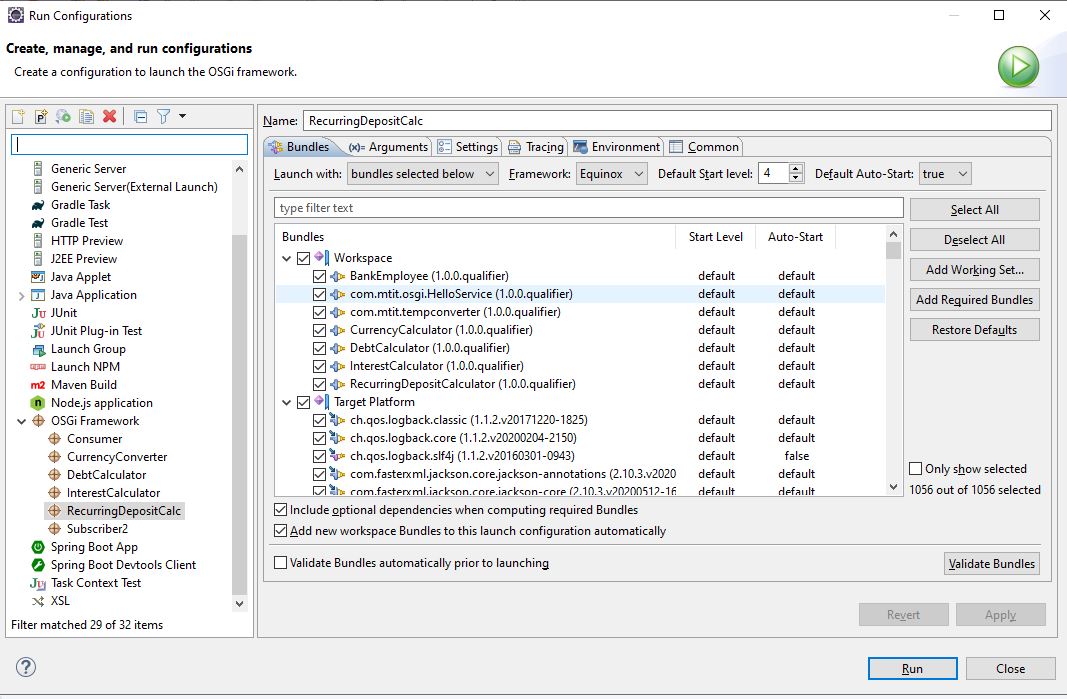 Run Configurations
Create, manage, and run configurations
Create a configuration to launch the OSGi framework.
Generic Server
Generic Server(External Launch)
Gradle Task
Gradle Test
HTTP Preview
J2EE Preview
Java Applet
Java Application
JUnit
JUnit Plug-in Test
Launch Group
Launch NPM
Maven Build
Node.js application
OSGi Framework
Consumer
CurrencyConverter
DebtCalculator
InterestCalculator
RecurringDepositCalc
Subscriber2
Spring Boot App
Spring Boot Devtools Client
Task Context Test
XSL
Filter matched 29 of 32 items
Name: RecurringDepositCalc
Bundles (x)= Arguments Settings Tracing Environment Common
Launch with: bundles selected below Framework: Equinox Default Start level: 4 Default Auto-Start: true
type filter text
Bundles Start Level Auto-Start
Workspace
BankEmployee (1.0.0.qualifier) default default
com.mtit.osgi.HelloService (1.0.0.qualifier) default default
com.mtit.tempconverter (1.0.0.qualifier) default default
CurrencyCalculator (1.0.0.qualifier) default default
DebtCalculator (1.0.0.qualifier) default default
InterestCalculator (1.0.0.qualifier) default default
RecurringDepositCalculator (1.0.0.qualifier) default default
Target Platform
ch.qos.logback.classic (1.1.2.v20171220-1825) default default
ch.qos.logback.core (1.1.2.v20200204-2150) default default
ch.qos.logback.slf4j (1.1.2.v20160301-0943) default false
com.fasterxml.jackson.core.jackson-annotations (2.10.3.v2020 default default
com.fasterxml.jackson.core.jackson-core (2.10.3.v20200512-16 default default
Select All
Deselect All
Add Working Set...
Add Required Bundles
Restore Defaults
Only show selected
1056 out of 1056 selected
Include optional dependencies when computing required Bundles
Add new workspace Bundles to this launch configuration automatically
Validate Bundles automatically prior to launching
Validate Bundles
Revert Apply
Run Close